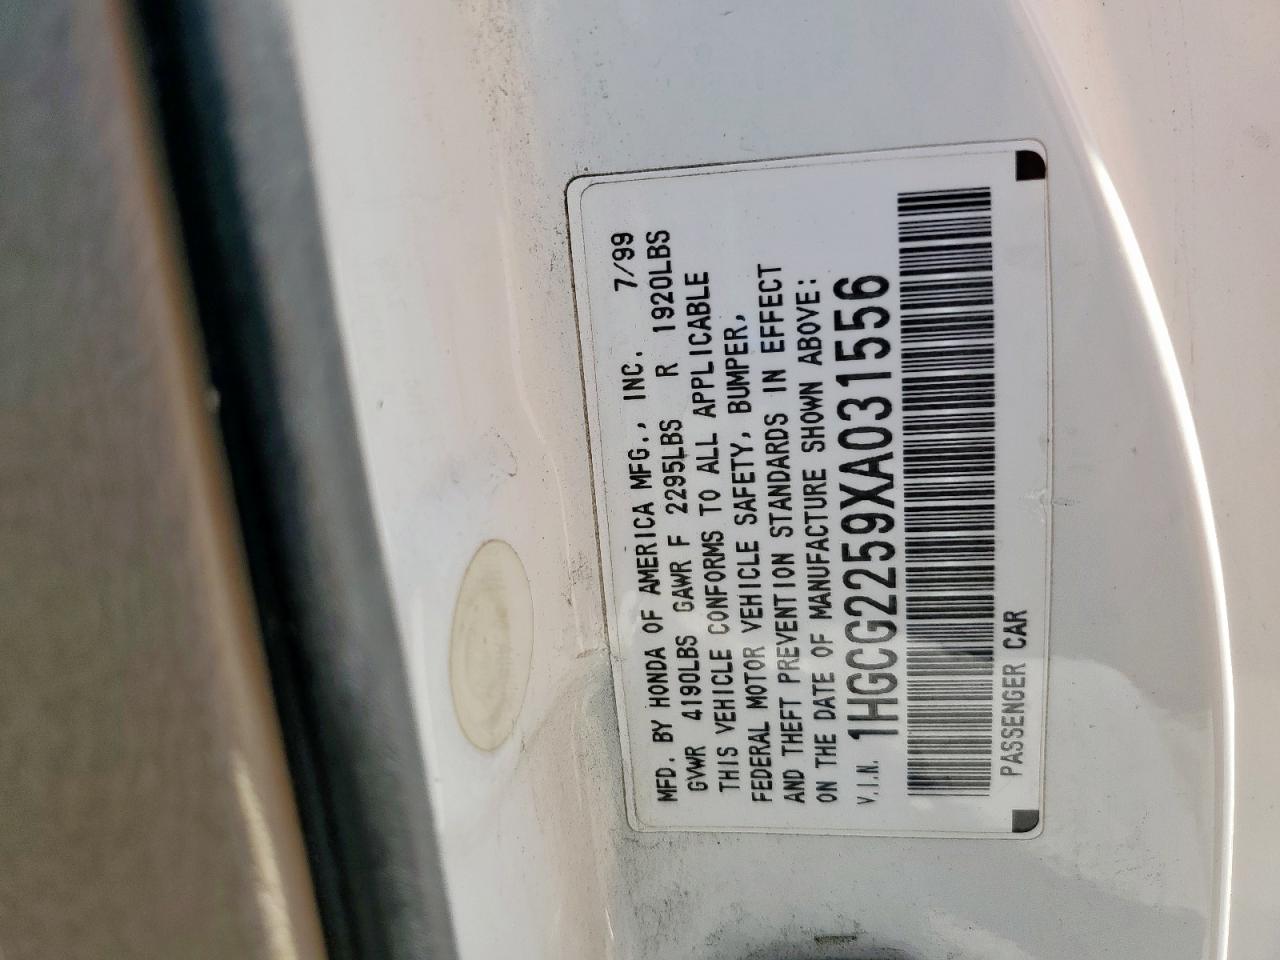 MFD. BY HONDA OF AMERICA MFG., INC. 7/99
GVWR 4190LBS GAWR F 2295LBS R 1920LBS
THIS VEHICLE CONFORMS TO ALL APPLICABLE
FEDERAL MOTOR VEHICLE SAFETY, BUMPER,
AND THEFT PREVENTION STANDARDS IN EFFECT
ON THE DATE OF MANUFACTURE SHOWN ABOVE:
V.I.N. 1HGCG2259XA031556
PASSENGER CAR